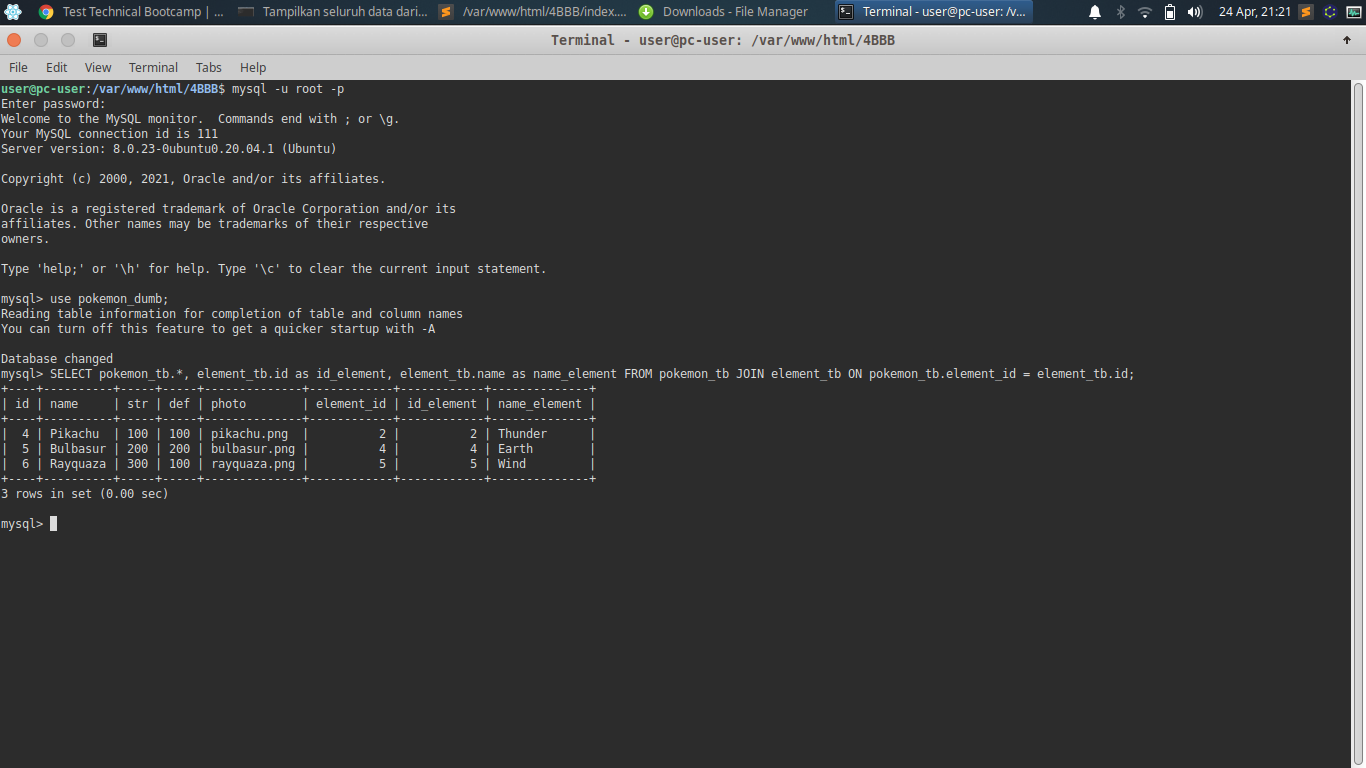 Test Technical Bootcamp | ...
Tampilkan seluruh data dari...
/var/www/html/4BBB/index....
Downloads - File Manager
Terminal - user@pc-user: /v...
24 Apr, 21:21
Terminal - user@pc-user: /var/www/html/4BBB
File Edit View Terminal Tabs Help
user@pc-user:/var/www/html/4BBB$ mysql -u root -p
Enter password:
Welcome to the MySQL monitor.  Commands end with ; or \g.
Your MySQL connection id is 111
Server version: 8.0.23-0ubuntu0.20.04.1 (Ubuntu)
Copyright (c) 2000, 2021, Oracle and/or its affiliates.
Oracle is a registered trademark of Oracle Corporation and/or its
affiliates. Other names may be trademarks of their respective
owners.
Type 'help;' or '\h' for help. Type '\c' to clear the current input statement.
mysql> use pokemon_dumb;
Reading table information for completion of table and column names
You can turn off this feature to get a quicker startup with -A
Database changed
mysql> SELECT pokemon_tb.*, element_tb.id as id_element, element_tb.name as name_element FROM pokemon_tb JOIN element_tb ON pokemon_tb.element_id = element_tb.id;
+----+----------+-----+-----+--------------+------------+------------+--------------+
| id | name     | str | def | photo        | element_id | id_element | name_element |
+----+----------+-----+-----+--------------+------------+------------+--------------+
|  4 | Pikachu  | 100 | 100 | pikachu.png  |          2 |          2 | Thunder      |
|  5 | Bulbasur | 200 | 200 | bulbasur.png |          4 |          4 | Earth        |
|  6 | Rayquaza | 300 | 100 | rayquaza.png |          5 |          5 | Wind         |
+----+----------+-----+-----+--------------+------------+------------+--------------+
3 rows in set (0.00 sec)
mysql>